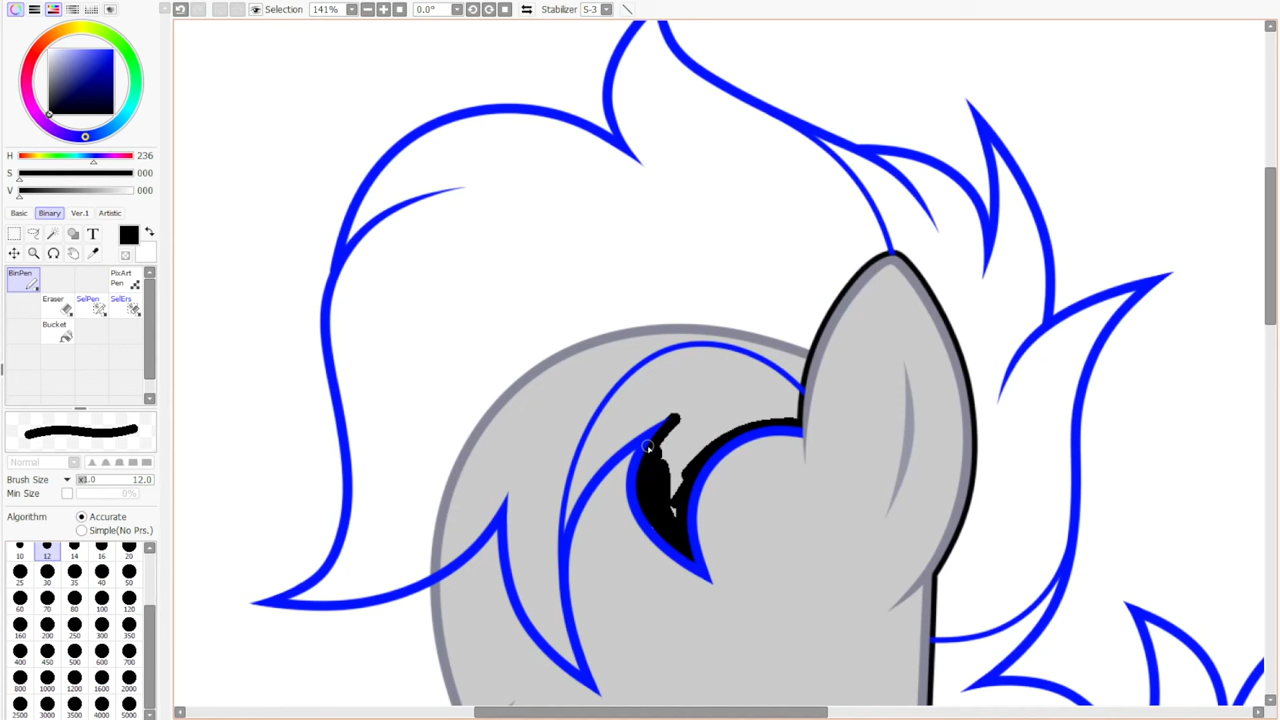 Selection 141% 0.0° Stabilizer S-3
H 236
S 000
V 000
Basic Binary Ver.1 Artistic
T
BinPen PixArt Pen
Eraser SelPen SelErs
Bucket
Normal
Brush Size x1.0 12.0
Min Size 0%
Algorithm Accurate
Simple(No Prs.)
10 12 14 16 20
25 30 35 40 50
60 70 80 100 120
160 200 250 300 350
400 450 500 600 700
800 1000 1200 1600 2000
2500 3000 3500 4000 5000